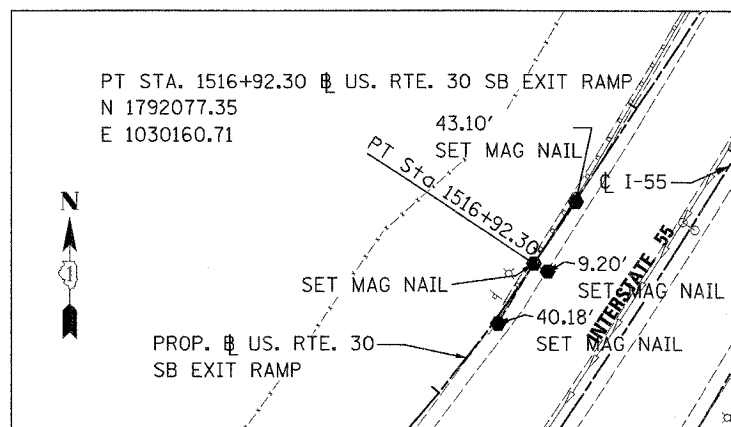 PT STA. 1516+92.30 ⅊ US. RTE. 30 SB EXIT RAMP
N 1792077.35
E 1030160.71
43.10'
SET MAG NAIL
PT Sta 1516+92.30
℄ I-55
N
1
SET MAG NAIL
9.20'
SET MAG NAIL
INTERSTATE 55
40.18'
SET MAG NAIL
PROP. ⅊ US. RTE. 30
SB EXIT RAMP